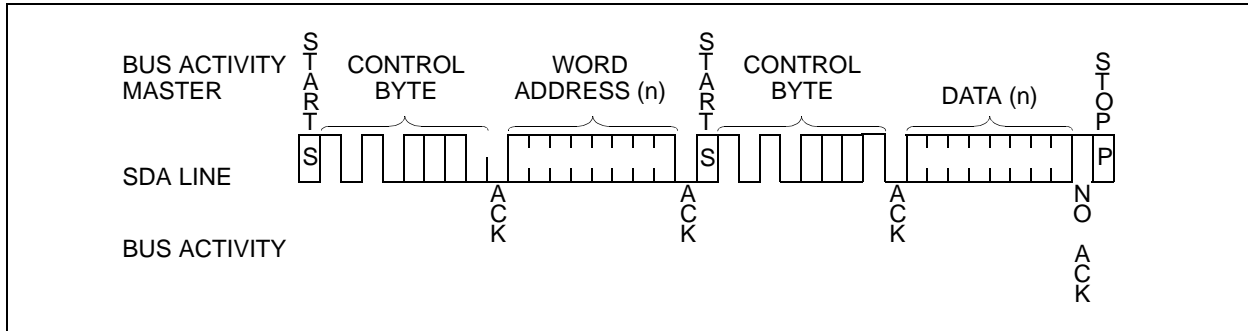 BUS ACTIVITY
MASTER
SDA LINE
BUS ACTIVITY
START
CONTROL
BYTE
WORD
ADDRESS (n)
START
CONTROL
BYTE
DATA (n)
STOP
S
S
P
ACK
ACK
ACK
NO ACK